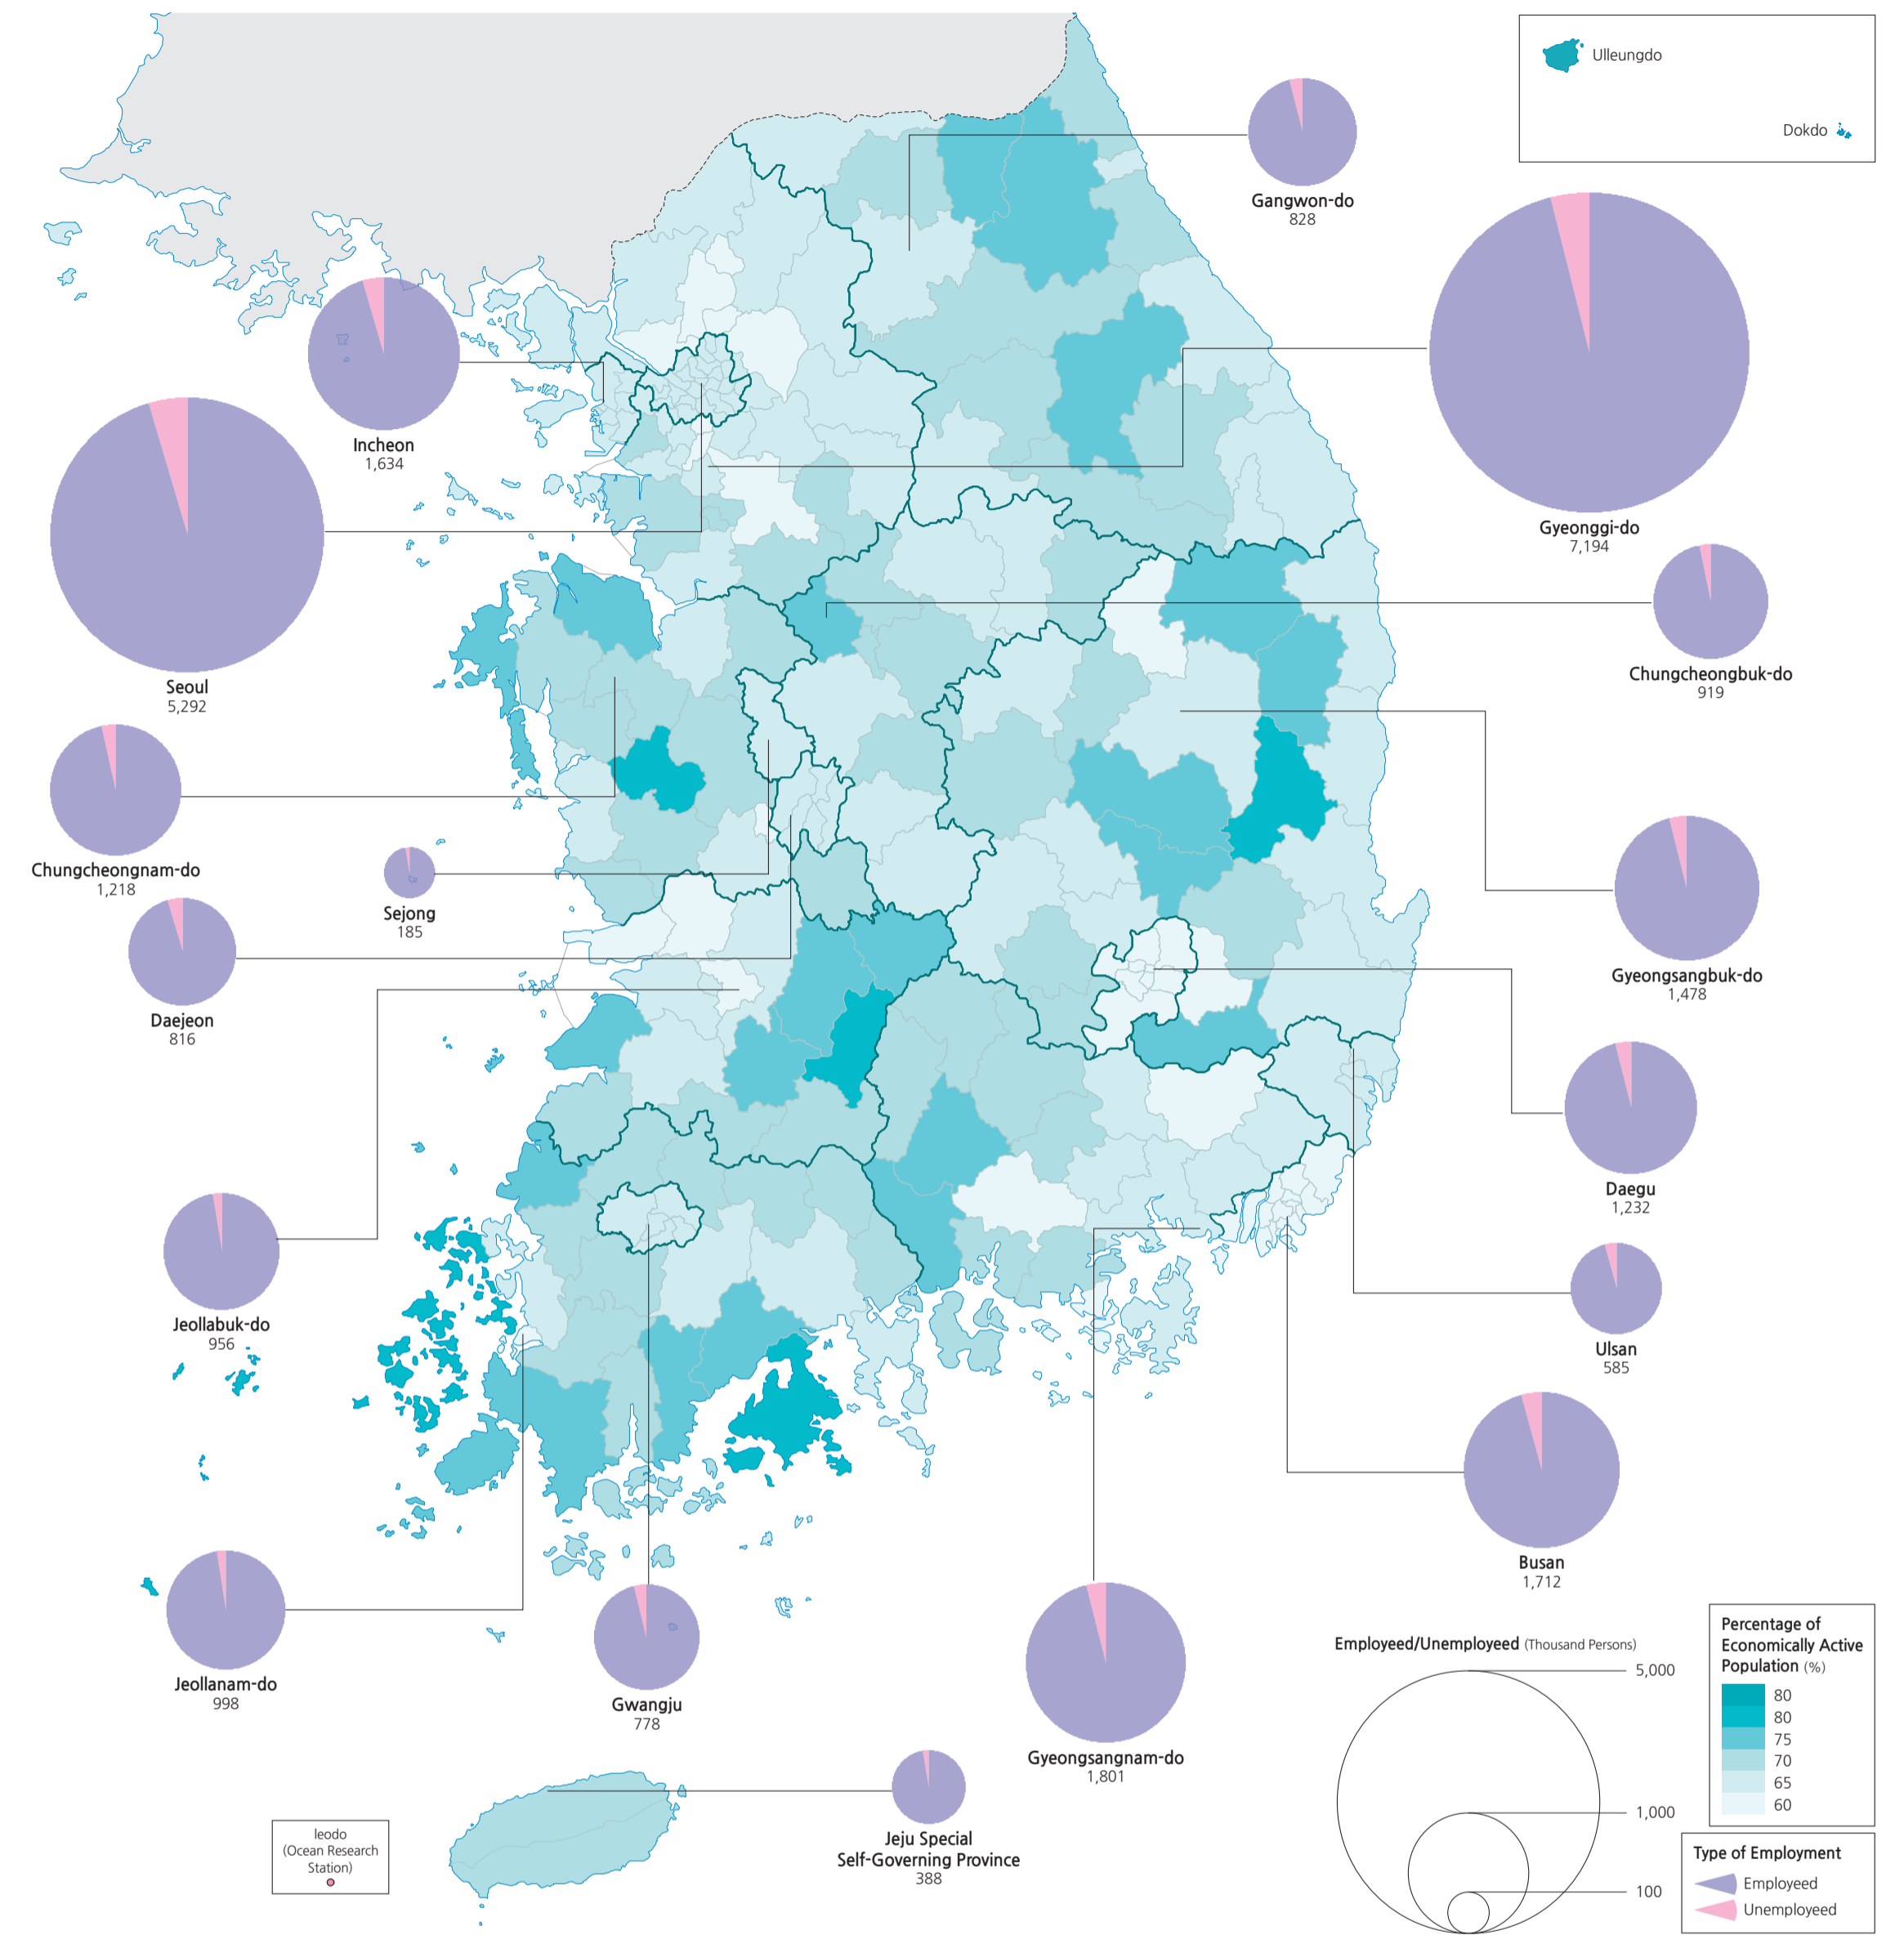 Ulleungdo
Dokdo
Gangwon-do
828
Incheon
1,634
Gyeonggi-do
7,194
Seoul
5,292
Chungcheongbuk-do
919
Chungcheongnam-do
1,218
Sejong
185
Gyeongsangbuk-do
1,478
Daejeon
816
Daegu
1,232
Jeollabuk-do
956
Ulsan
585
Busan
1,712
Jeollanam-do
998
Gwangju
778
Gyeongsangnam-do
1,801
Jeju Special
Self-Governing Province
388
Ieodo
(Ocean Research
Station)
Employeed/Unemployeed (Thousand Persons)
5,000
1,000
100
Percentage of
Economically Active
Population (%)
80
80
75
70
65
60
Type of Employment
Employeed
Unemployeed